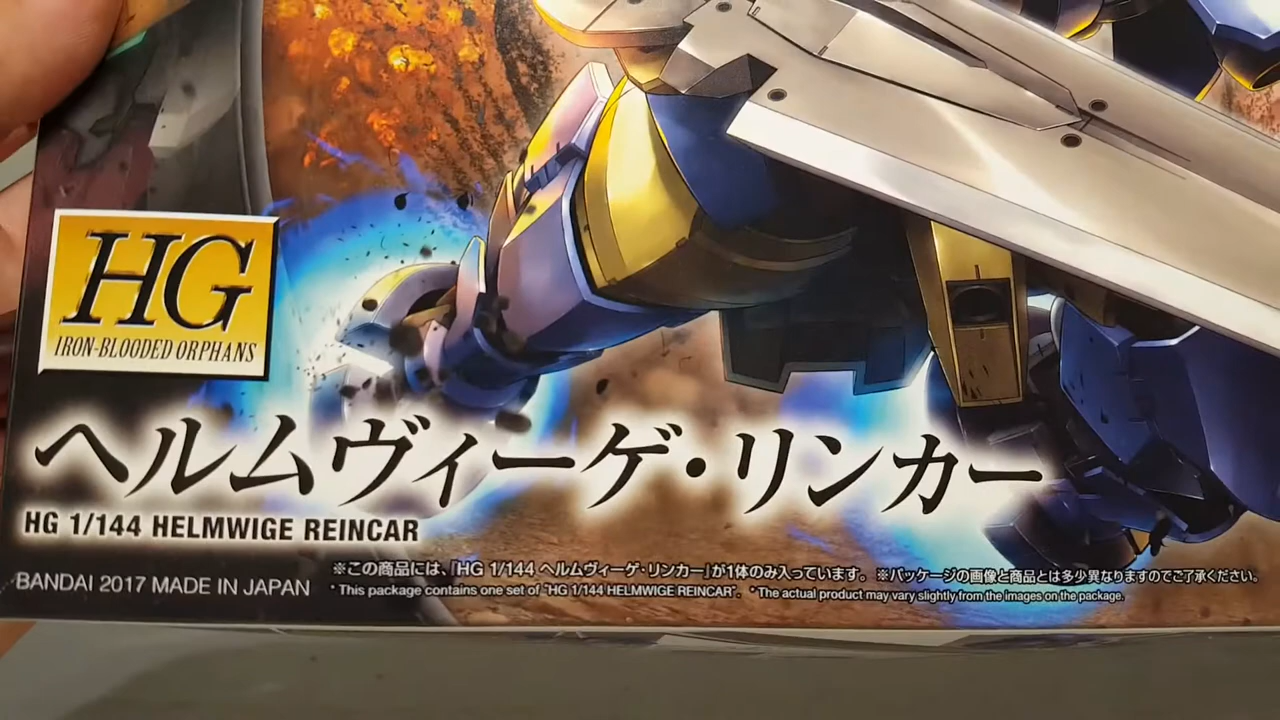 HG
IRON-BLOODED ORPHANS
ヘルムヴィーゲ・リンカー
HG 1/144 HELMWIGE REINCAR
BANDAI 2017 MADE IN JAPAN
※この商品には、『HG 1/144 ヘルムヴィーゲ・リンカー』が1体のみ入っています。※パッケージの画像と商品とは多少異なりますのでご了承ください。
* This package contains one set of "HG 1/144 HELMWIGE REINCAR". * The actual product may vary slightly from the images on the package.